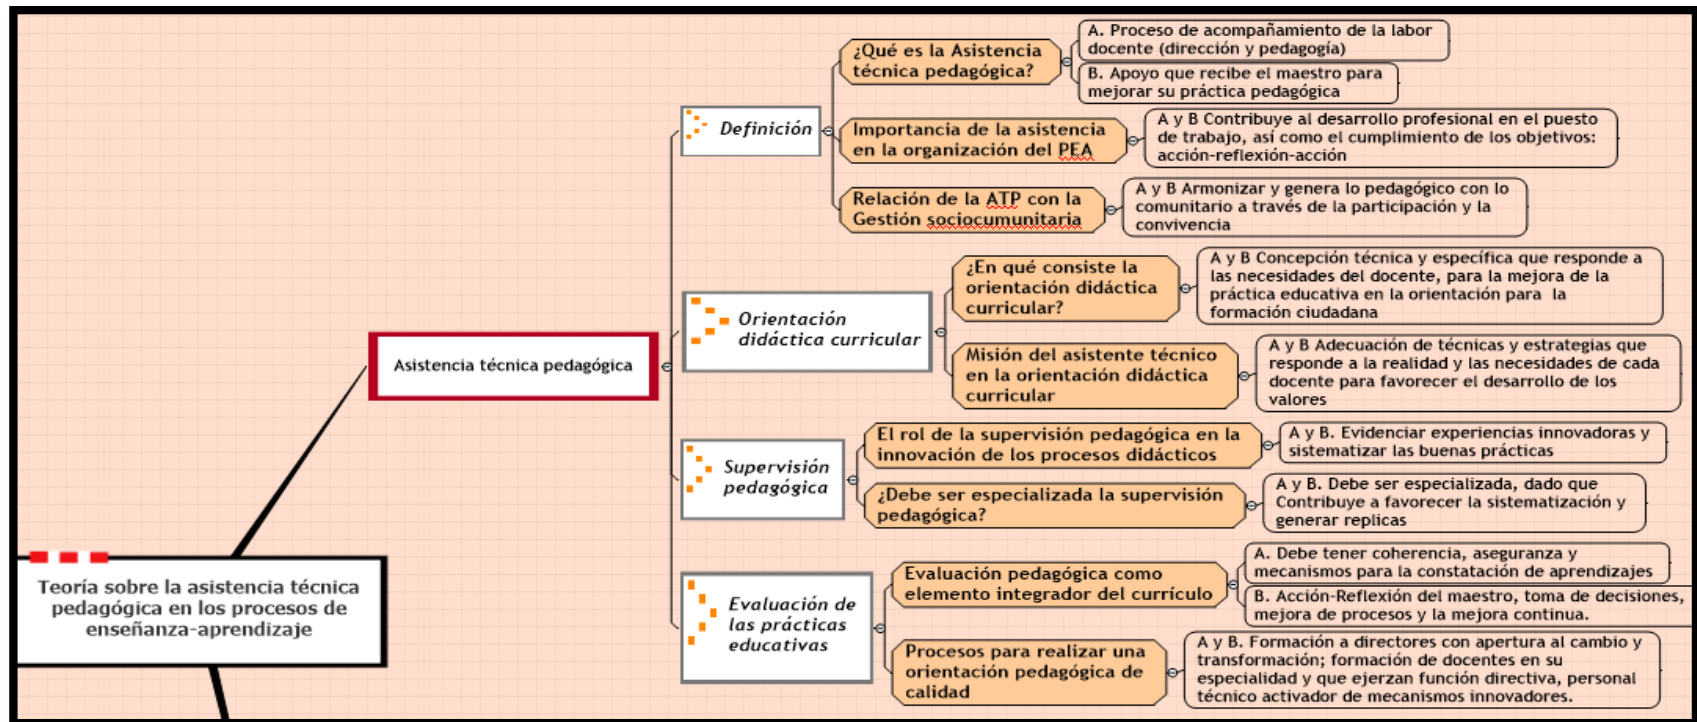 A. Proceso de acompañamiento de la labor
docente (dirección y pedagogía)
¿Qué es la Asistencia
técnica pedagógica?
B. Apoyo que recibe el maestro para
mejorar su práctica pedagógica
Definición
Importancia de la asistencia
en la organización del PEA
A y B Contribuye al desarrollo profesional en el puesto
de trabajo, así como el cumplimiento de los objetivos:
acción-reflexión-acción
Relación de la ATP con la
Gestión sociocumunitaria
A y B Armonizar y genera lo pedagógico con lo
comunitario a través de la participación y la
convivencia
¿En qué consiste la
orientación didáctica
curricular?
A y B Concepción técnica y específica que responde a
las necesidades del docente, para la mejora de la
práctica educativa en la orientación para  la
formación ciudadana
Orientación
didáctica curricular
Misión del asistente técnico
en la orientación didáctica
curricular
A y B Adecuación de técnicas y estrategias que
responde a la realidad y las necesidades de cada
docente para favorecer el desarrollo de los
valores
Asistencia técnica pedagógica
El rol de la supervisión pedagógica en la
innovación de los procesos didácticos
A y B. Evidenciar experiencias innovadoras y
sistematizar las buenas prácticas
Supervisión
pedagógica
¿Debe ser especializada la supervisión
pedagógica?
A y B. Debe ser especializada, dado que
Contribuye a favorecer la sistematización y
generar replicas
Evaluación pedagógica como
elemento integrador del currículo
A. Debe tener coherencia, aseguranza y
mecanismos para la constatación de aprendizajes
B. Acción-Reflexión del maestro, toma de decisiones,
mejora de procesos y la mejora continua.
Evaluación de
las prácticas
educativas
Procesos para realizar una
orientación pedagógica de
calidad
A y B. Formación a directores con apertura al cambio y
transformación; formación de docentes en su
especialidad y que ejerzan función directiva, personal
técnico activador de mecanismos innovadores.
Teoría sobre la asistencia técnica
pedagógica en los procesos de
enseñanza-aprendizaje